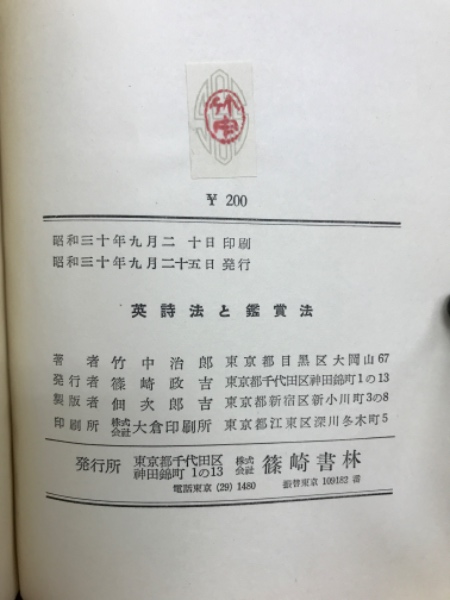 竹中
¥ 200
昭和三十年九月二十日印刷
昭和三十年九月二十五日発行
英詩法と鑑賞法
著者 竹中治郎 東京都目黒区大岡山67
発行者 篠崎政吉 東京都千代田区神田錦町1の13
製版者 佃次郎吉 東京都新宿区新小川町3の8
印刷所 株式会社 大倉印刷所 東京都江東区深川冬木町5
発行所 東京都千代田区神田錦町1の13 株式会社 篠崎書林
電話東京(29)1480 振替東京109182番